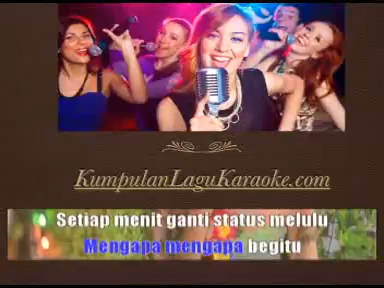 KumpulanLaguKaraoke.com
Setiap menit ganti status melulu
Mengapa mengapa begitu